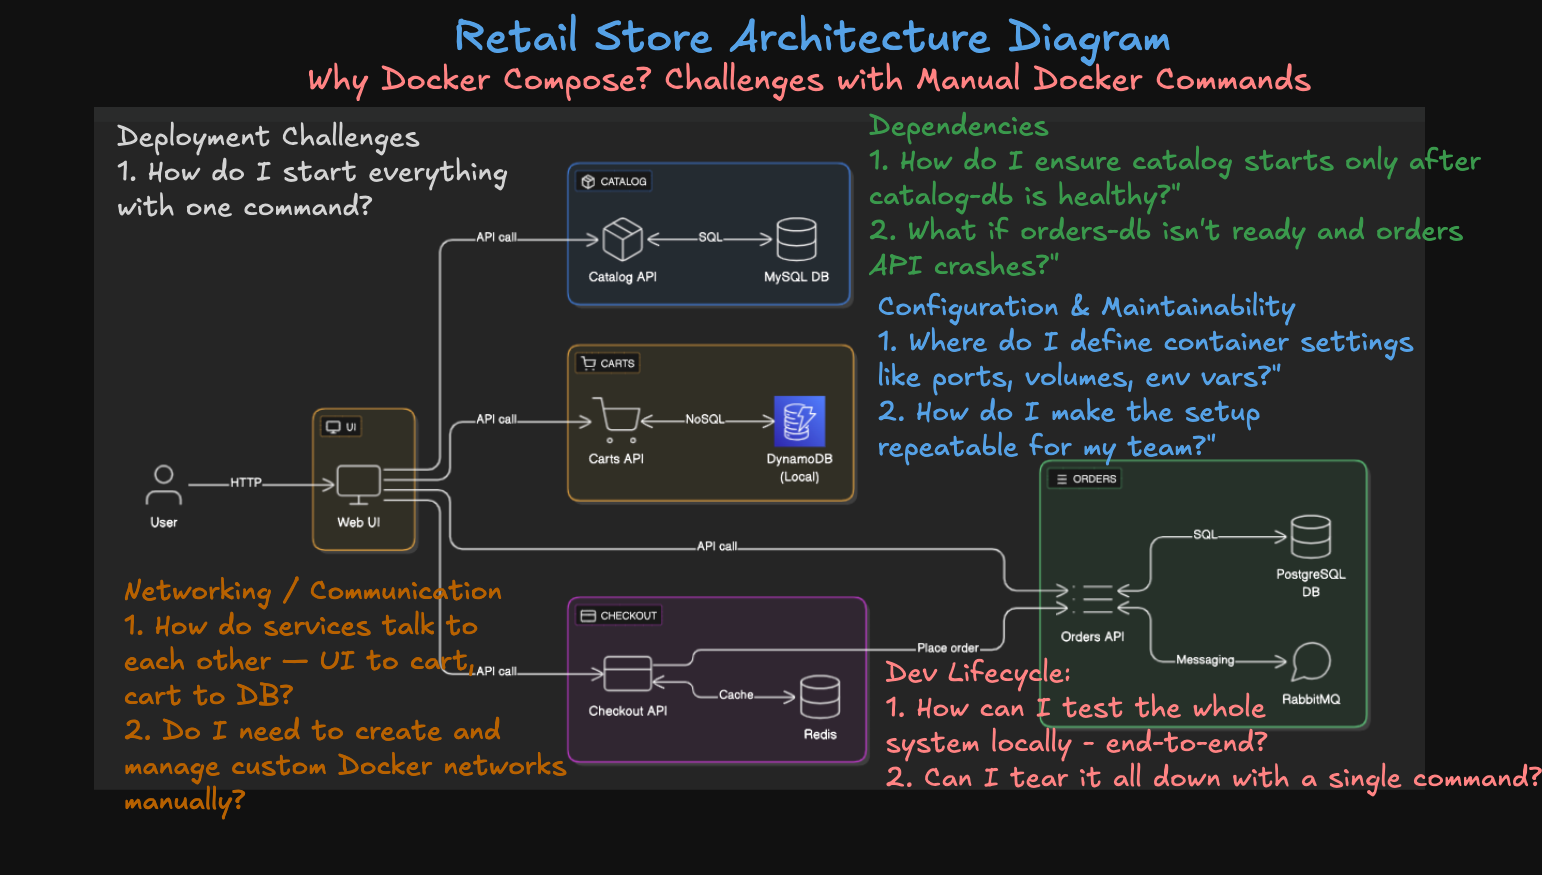 Retail Store Architecture Diagram
Why Docker Compose? Challenges with Manual Docker Commands
Deployment Challenges
1. How do I start everything
with one command?
Dependencies
1. How do I ensure catalog starts only after
catalog-db is healthy?"
2. What if orders-db isn't ready and orders
API crashes?"
Configuration & Maintainability
1. Where do I define container settings
like ports, volumes, env vars?"
2. How do I make the setup
repeatable for my team?"
CATALOG
API call
SQL
Catalog API
MySQL DB
CARTS
API call
NoSQL
Carts API
DynamoDB
(Local)
UI
HTTP
User
Web UI
API call
ORDERS
SQL
PostgreSQL
DB
Orders API
Messaging
RabbitMQ
CHECKOUT
Place order
API call
Cache
Checkout API
Redis
Networking / Communication
1. How do services talk to
each other — UI to cart,
cart to DB?
2. Do I need to create and
manage custom Docker networks
manually?
Dev Lifecycle:
1. How can I test the whole
system locally - end-to-end?
2. Can I tear it all down with a single command?